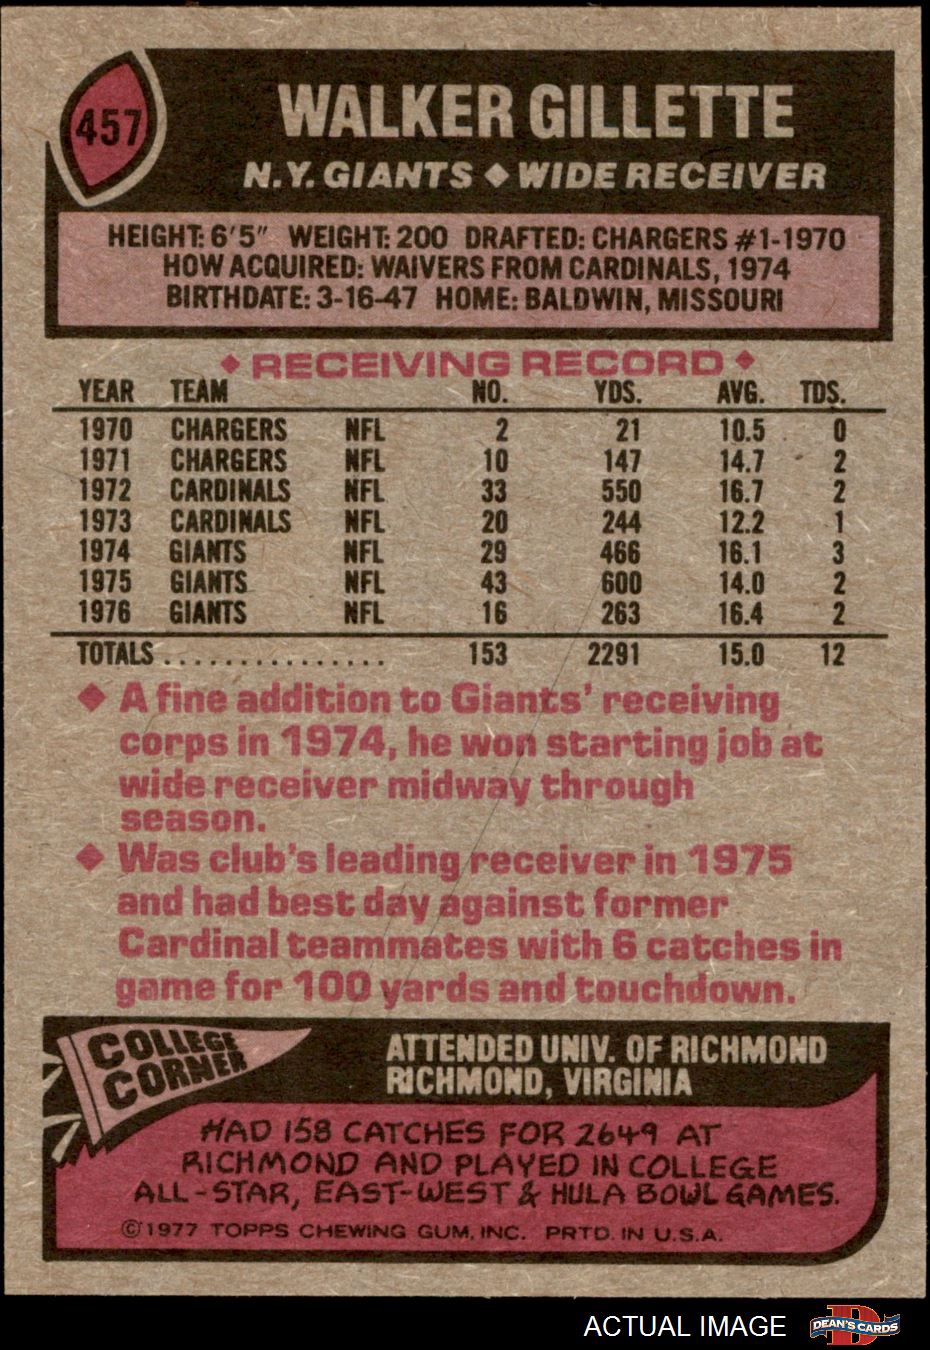 457
WALKER GILLETTE
N.Y. GIANTS ◆ WIDE RECEIVER
HEIGHT: 6'5" WEIGHT: 200 DRAFTED: CHARGERS #1-1970
HOW ACQUIRED: WAIVERS FROM CARDINALS, 1974
BIRTHDATE: 3-16-47 HOME: BALDWIN, MISSOURI
◆ RECEIVING RECORD ◆
YEAR TEAM NO. YDS. AVG. TDS.
1970 CHARGERS NFL 2 21 10.5 0
1971 CHARGERS NFL 10 147 14.7 2
1972 CARDINALS NFL 33 550 16.7 2
1973 CARDINALS NFL 20 244 12.2 1
1974 GIANTS NFL 29 466 16.1 3
1975 GIANTS NFL 43 600 14.0 2
1976 GIANTS NFL 16 263 16.4 2
TOTALS ............... 153 2291 15.0 12
◆ A fine addition to Giants' receiving
corps in 1974, he won starting job at
wide receiver midway through
season.
◆ Was club's leading receiver in 1975
and had best day against former
Cardinal teammates with 6 catches in
game for 100 yards and touchdown.
COLLEGE
CORNER
ATTENDED UNIV. OF RICHMOND
RICHMOND, VIRGINIA
HAD 158 CATCHES FOR 2649 AT
RICHMOND AND PLAYED IN COLLEGE
ALL-STAR, EAST-WEST & HULA BOWL GAMES.
©1977 TOPPS CHEWING GUM, INC. PRTD. IN U.S.A.
ACTUAL IMAGE
D
DEAN'S CARDS